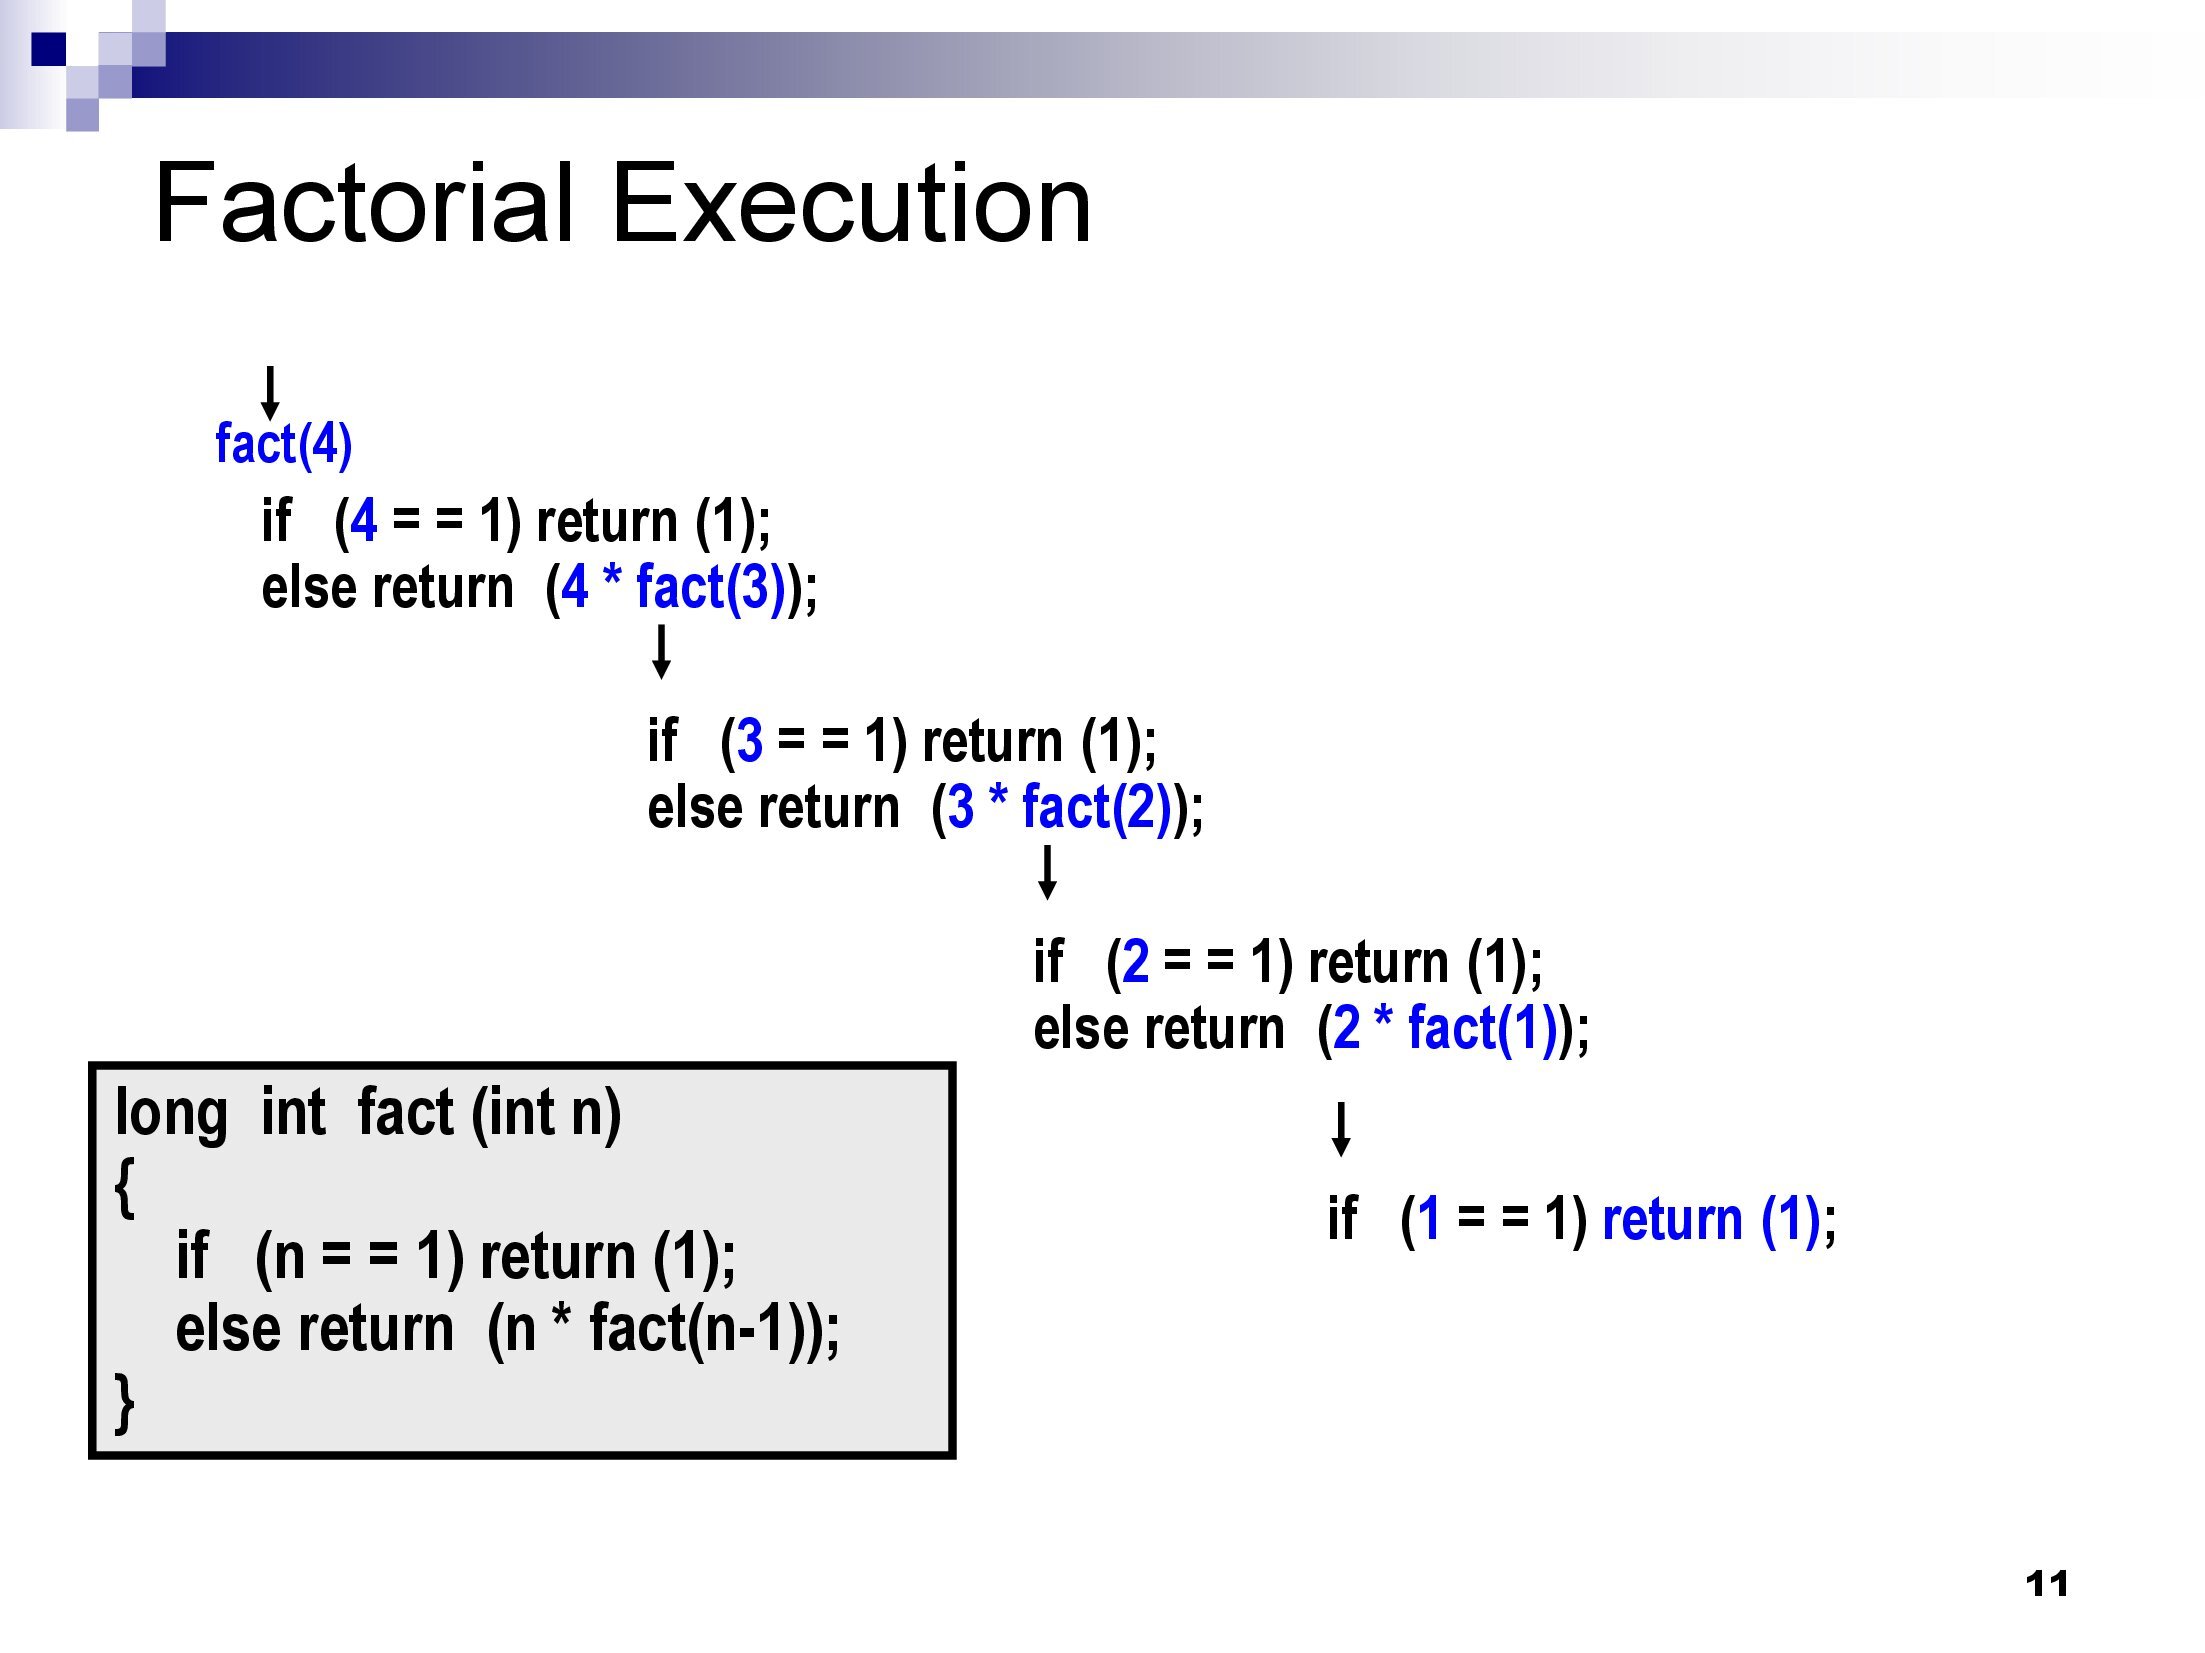 Factorial Execution
fact(4)
if (4 = = 1) return (1);
else return (4 * fact(3));
if (3 = = 1) return (1);
else return (3 * fact(2));
if (2 = = 1) return (1);
else return (2 * fact(1));
if (1 = = 1) return (1);
long int fact (int n)
{
if (n = = 1) return (1);
else return (n * fact(n-1));
}
11